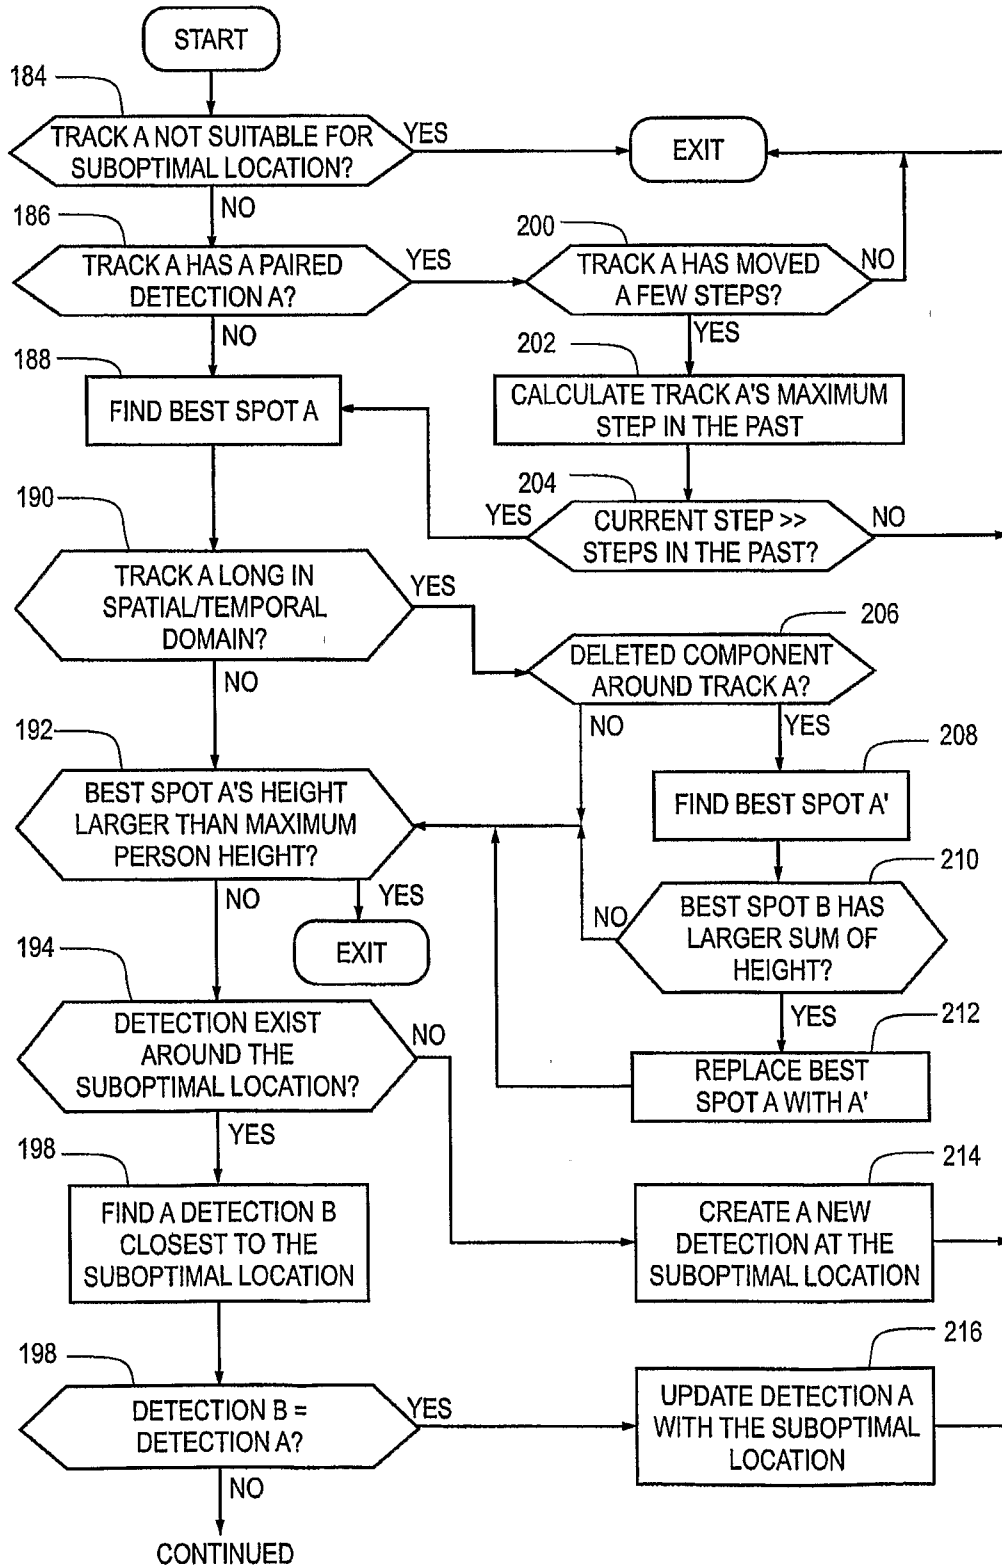 START
184
TRACK A NOT SUITABLE FOR
SUBOPTIMAL LOCATION?
YES
EXIT
NO
186
TRACK A HAS A PAIRED
DETECTION A?
YES
200
TRACK A HAS MOVED
A FEW STEPS?
NO
NO
YES
188
FIND BEST SPOT A
202
CALCULATE TRACK A'S MAXIMUM
STEP IN THE PAST
204
YES
CURRENT STEP >>
STEPS IN THE PAST?
NO
190
TRACK A LONG IN
SPATIAL/TEMPORAL
DOMAIN?
YES
206
DELETED COMPONENT
AROUND TRACK A?
NO
NO
YES
192
BEST SPOT A'S HEIGHT
LARGER THAN MAXIMUM
PERSON HEIGHT?
208
FIND BEST SPOT A'
NO
YES
EXIT
210
NO
BEST SPOT B HAS
LARGER SUM OF
HEIGHT?
YES
194
DETECTION EXIST
AROUND THE
SUBOPTIMAL LOCATION?
NO
212
REPLACE BEST
SPOT A WITH A'
YES
198
FIND A DETECTION B
CLOSEST TO THE
SUBOPTIMAL LOCATION
214
CREATE A NEW
DETECTION AT THE
SUBOPTIMAL LOCATION
198
DETECTION B =
DETECTION A?
YES
216
UPDATE DETECTION A
WITH THE SUBOPTIMAL
LOCATION
NO
CONTINUED